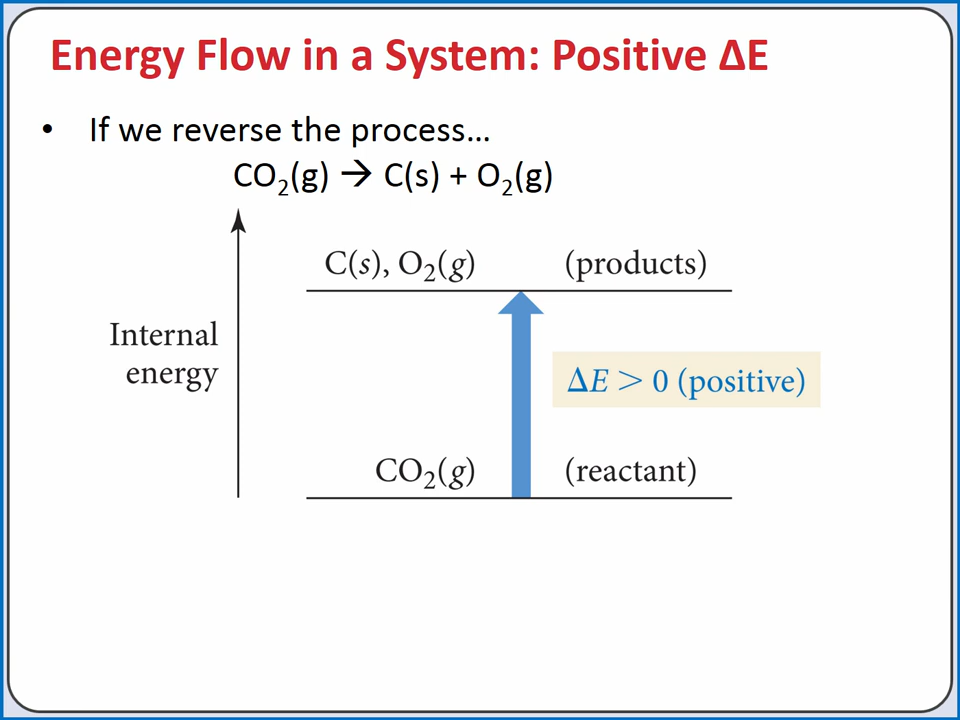 Energy Flow in a System: Positive ΔE
• If we reverse the process...
CO₂(g) → C(s) + O₂(g)
C(s), O₂(g) (products)
Internal
energy
ΔE > 0 (positive)
CO₂(g) (reactant)